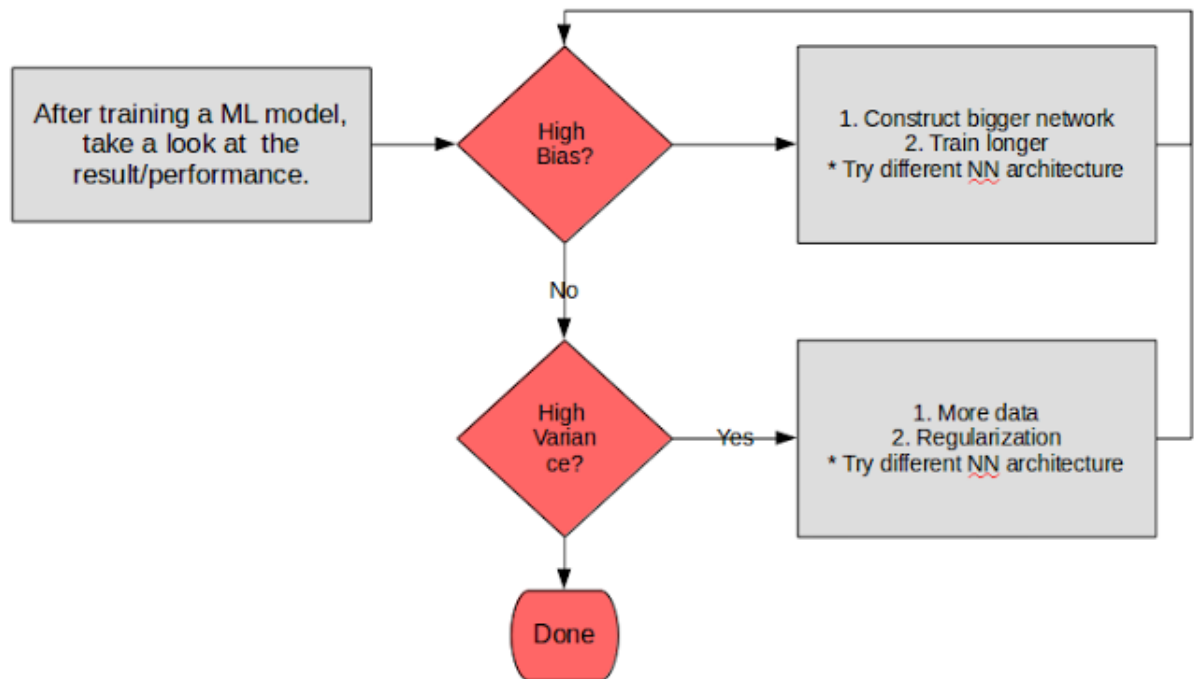 After training a ML model,
take a look at the
result/performance.
High
Bias?
1. Construct bigger network
2. Train longer
* Try different NN architecture
No
High
Varian
ce?
Yes
1. More data
2. Regularization
* Try different NN architecture
Done